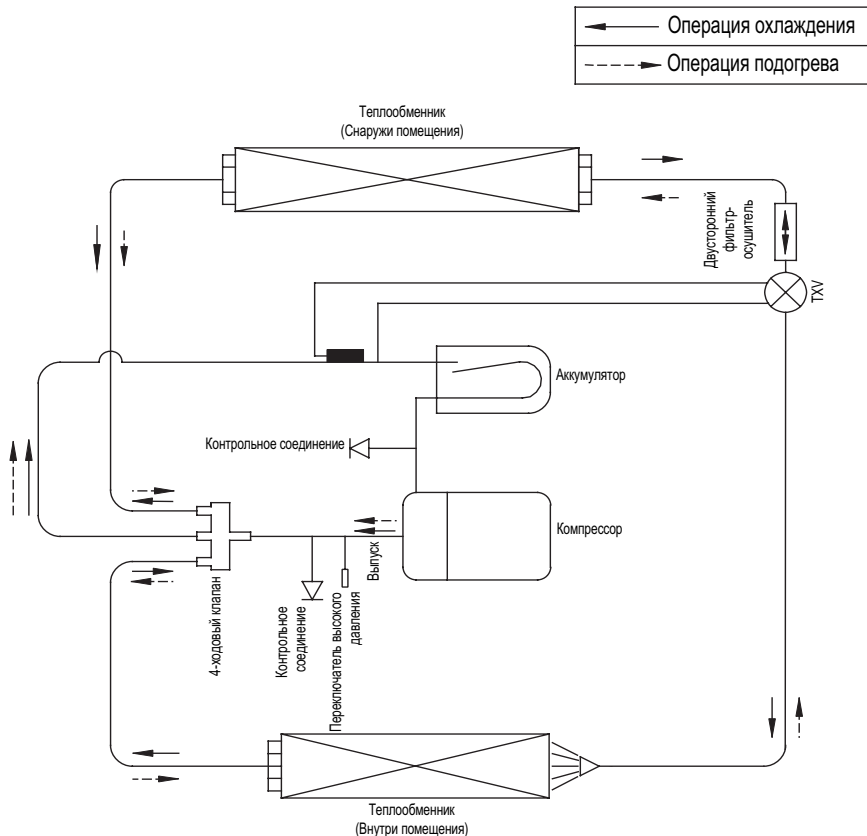 Операция охлаждения
Операция подогрева
Теплообменник
(Снаружи помещения)
Двусторонний
фильтр-
осушитель
TXV
Аккумулятор
Контрольное соединение
Компрессор
Выпуск
4-ходовый клапан
Контрольное
соединение
Переключатель высокого
давления
Теплообменник
(Внутри помещения)